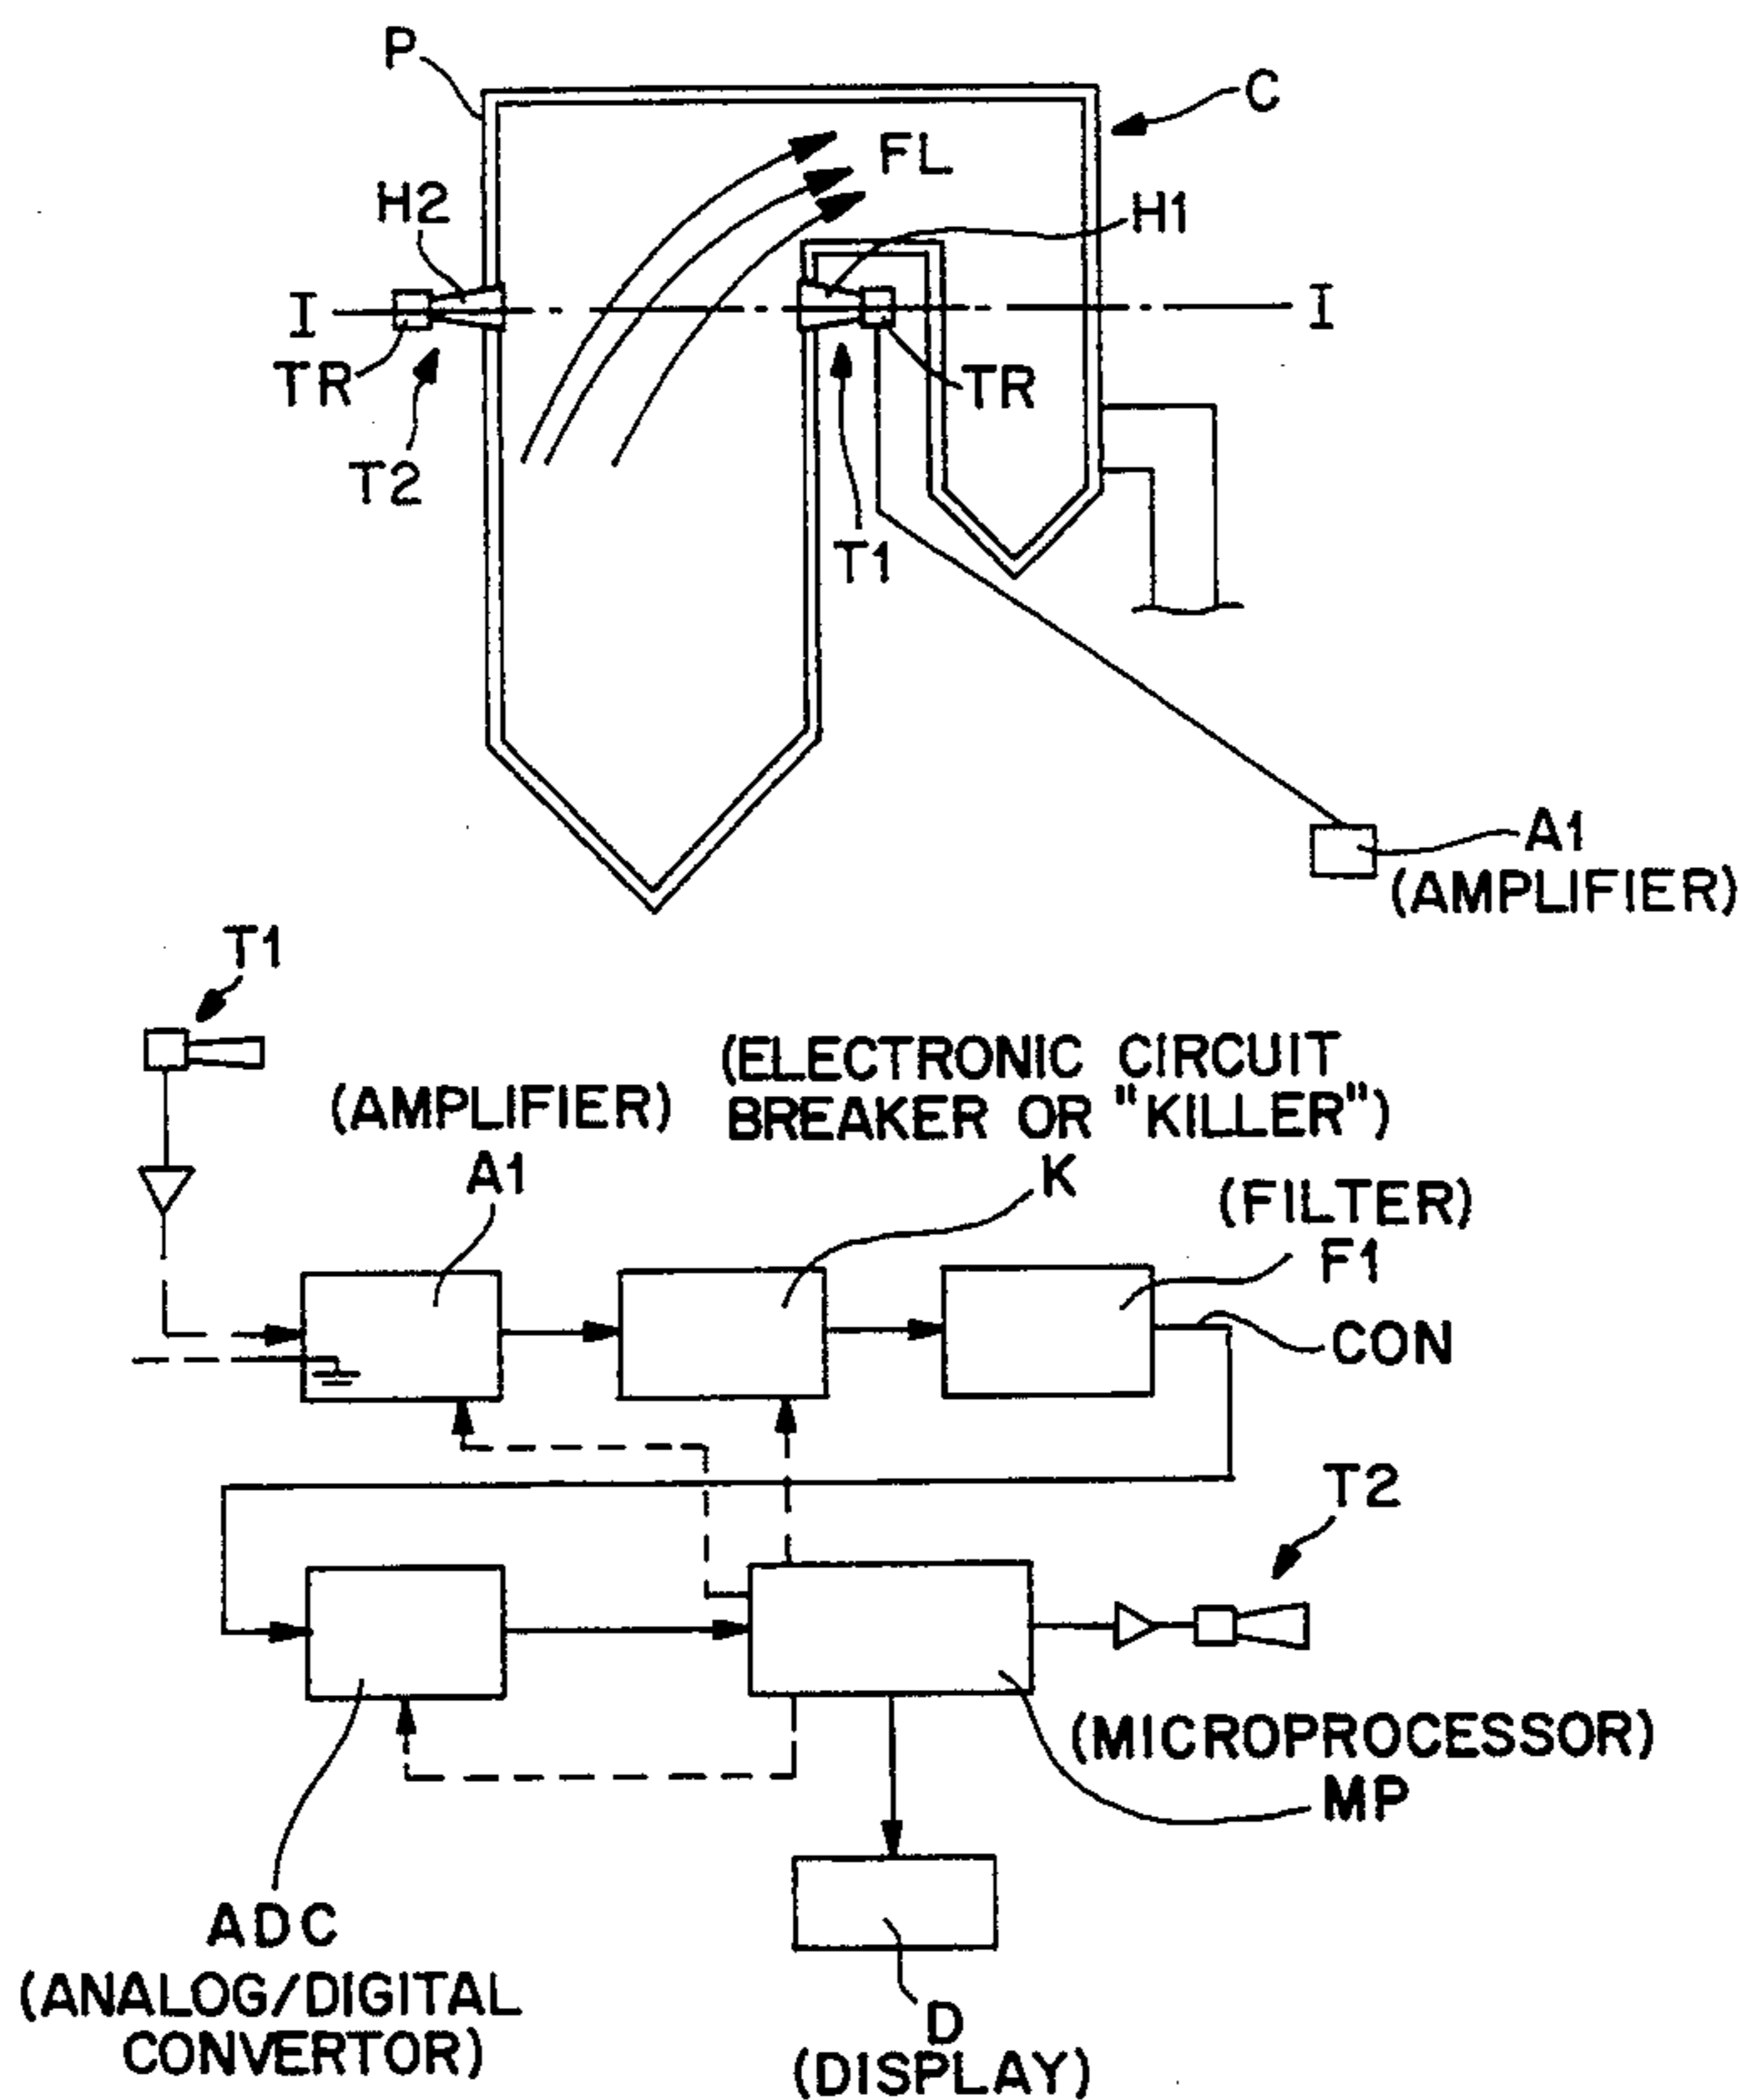 P
C
FL
H2
H1
I
I
TR
TR
T2
T1
A1
(AMPLIFIER)
T1
(ELECTRONIC CIRCUIT
BREAKER OR "KILLER")
(AMPLIFIER)
A1
K
(FILTER)
F1
CON
T2
(MICROPROCESSOR)
MP
ADC
(ANALOG/DIGITAL
CONVERTOR)
D
(DISPLAY)